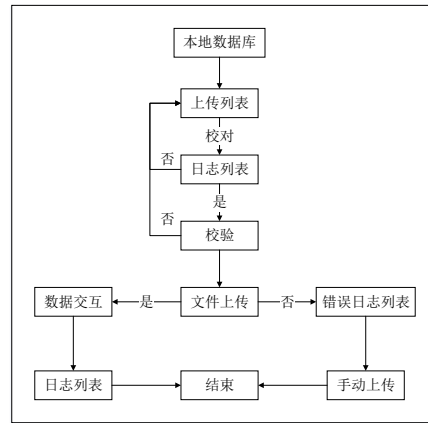 本地数据库
上传列表
校对
否
日志列表
是
否
校验
数据交互
是
文件上传
否
错误日志列表
日志列表
结束
手动上传